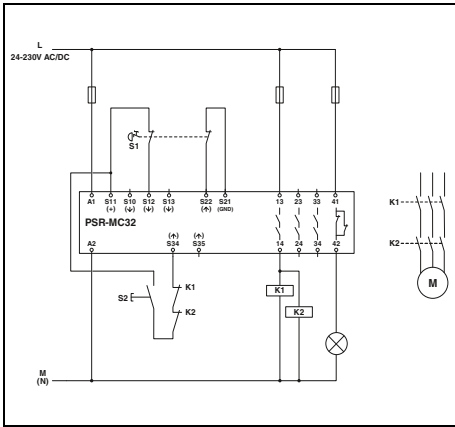 L
24-230V AC/DC
S1
A1 S11 S10 S12 S13 S22 S21 13 23 33 41
(+) (↓) (↓) (↓) (↑) (GND)
PSR-MC32
(↑) (↑)
A2 S34 S35 14 24 34 42
K1
K2
M
S2 K1
K2
K1
K2
M
(N)